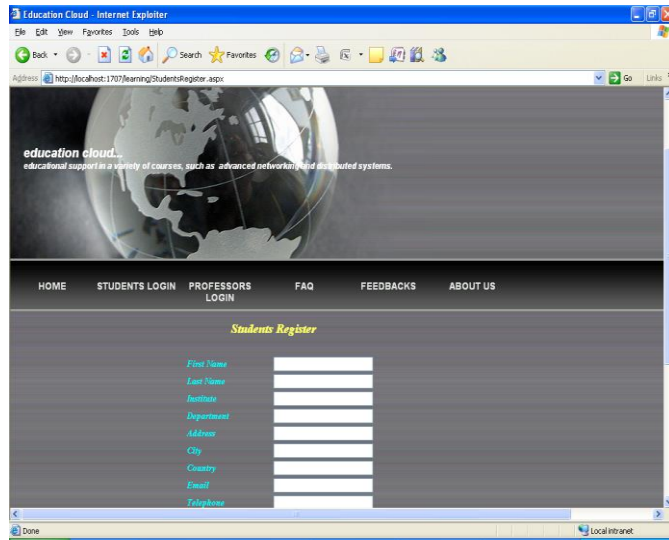 Education Cloud - Internet Exploiter
File Edit View Favorites Tools Help
Back Search Favorites
Address http://localhost:1707/learning/StudentsRegister.aspx Go Links
education cloud...
educational support in a variety of courses, such as advanced networking and distributed systems.
HOME STUDENTS LOGIN PROFESSORS LOGIN FAQ FEEDBACKS ABOUT US
Students Register
First Name
Last Name
Institute
Department
Address
City
Country
Email
Telephone
Done Local intranet